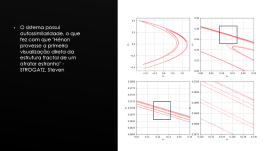 O sistema possui
autossimilaridade, o que
fez com que "Hénon
provesse a primeira
visualização direta da
estrutura fractal de um
atrator estranho" -
STROGATZ, Steven